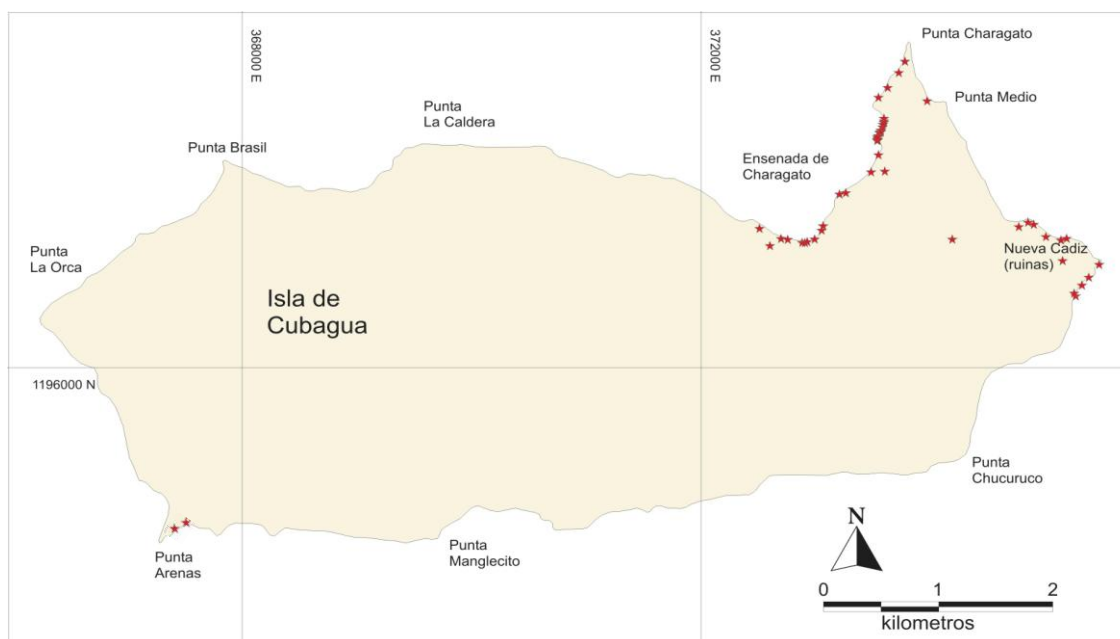 368000 E
372000 E
Punta Charagato
Punta Medio
Punta
La Caldera
Punta Brasil
Ensenada de
Charagato
Punta
La Orca
Nueva Cadiz
(ruinas)
Isla de
Cubagua
1196000 N
Punta
Chucuruco
Punta
Arenas
Punta
Manglecito
N
0 1 2
kilometros